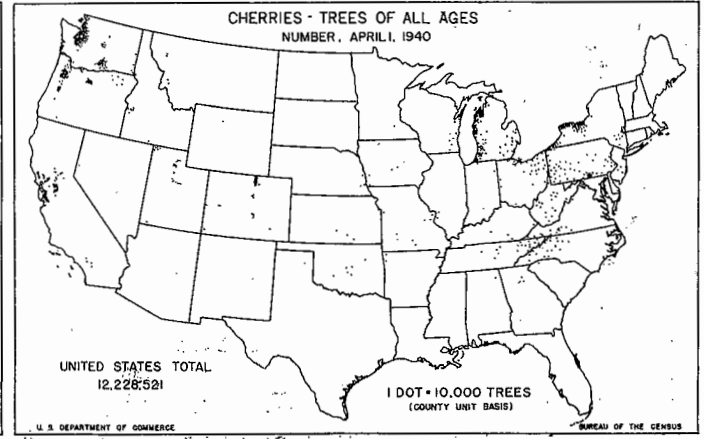 CHERRIES - TREES OF ALL AGES
NUMBER, APRIL 1, 1940
UNITED STATES TOTAL
12,228,521
1 DOT = 10,000 TREES
(COUNTY UNIT BASIS)
U. S. DEPARTMENT OF COMMERCE
BUREAU OF THE CENSUS